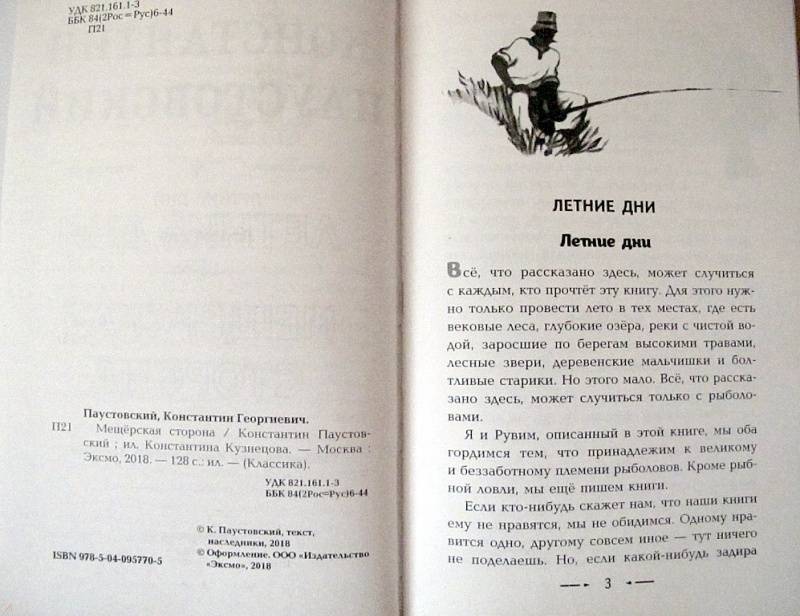 УДК 821.161.1-3
ББК 84(2Рос=Рус)6-44
П21
Паустовский, Константин Георгиевич.
П21 Мещёрская сторона / Константин Паустов-
ский ; ил. Константина Кузнецова. — Москва :
Эксмо, 2018. — 128 с.: ил. — (Классика).
УДК 821.161.1-3
ББК 84(2Рос=Рус)6-44
© К. Паустовский, текст,
наследники, 2018
© Оформление. ООО «Издательство
«Эксмо», 2018
ISBN 978-5-04-095770-5
ЛЕТНИЕ ДНИ
Летние дни
Всё, что рассказано здесь, может случиться
с каждым, кто прочтёт эту книгу. Для этого нуж-
но только провести лето в тех местах, где есть
вековые леса, глубокие озёра, реки с чистой во-
дой, заросшие по берегам высокими травами,
лесные звери, деревенские мальчишки и бол-
тливые старики. Но этого мало. Всё, что расска-
зано здесь, может случиться только с рыболо-
вами.
Я и Рувим, описанный в этой книге, мы оба
гордимся тем, что принадлежим к великому
и беззаботному племени рыболовов. Кроме рыб-
ной ловли, мы ещё пишем книги.
Если кто-нибудь скажет нам, что наши книги
ему не нравятся, мы не обидимся. Одному нра-
вится одно, другому совсем иное — тут ничего
не поделаешь. Но, если какой-нибудь задира
3